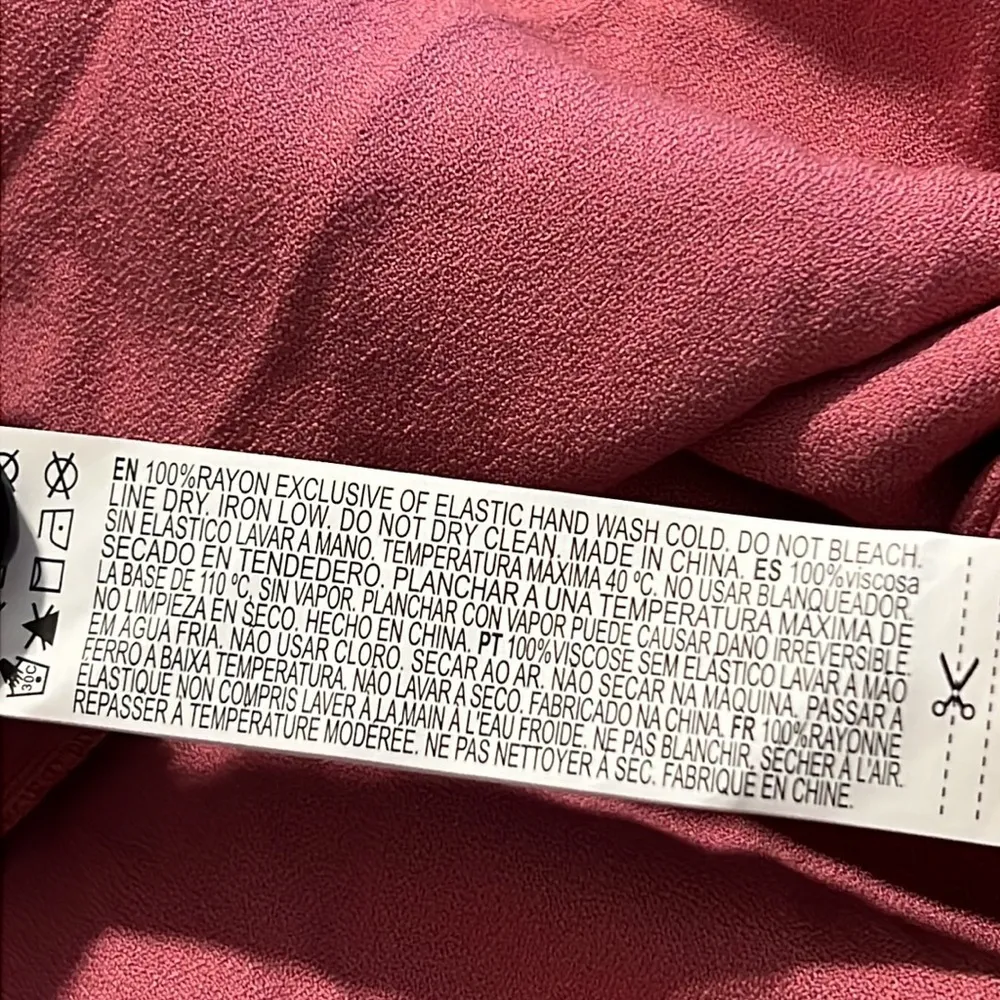 EN 100%RAYON EXCLUSIVE OF ELASTIC HAND WASH COLD. DO NOT BLEACH.
LINE DRY. IRON LOW. DO NOT DRY CLEAN. MADE IN CHINA. ES 100%viscosa
SIN ELÁSTICO LAVAR A MANO. TEMPERATURA MÁXIMA 40 ºC. NO USAR BLANQUEADOR.
SECADO EN TENDEDERO. PLANCHAR A UNA TEMPERATURA MÁXIMA DE
LA BASE DE 110 ºC, SIN VAPOR. PLANCHAR CON VAPOR PUEDE CAUSAR DAÑO IRREVERSIBLE.
NO LIMPIEZA EN SECO. HECHO EN CHINA. PT 100%VISCOSE SEM ELÁSTICO LAVAR À MÃO
EM ÁGUA FRIA. NÃO USAR CLORO. SECAR AO AR. NÃO SECAR NA MÁQUINA. PASSAR A
FERRO A BAIXA TEMPERATURA. NÃO LAVAR A SECO. FABRICADO NA CHINA. FR 100%RAYONNE
ÉLASTIQUE NON COMPRIS LAVER À LA MAIN À L'EAU FROIDE. NE PAS BLANCHIR. SÉCHER À L'AIR.
REPASSER À TEMPÉRATURE MODÉRÉE. NE PAS NETTOYER À SEC. FABRIQUÉ EN CHINE.
30C